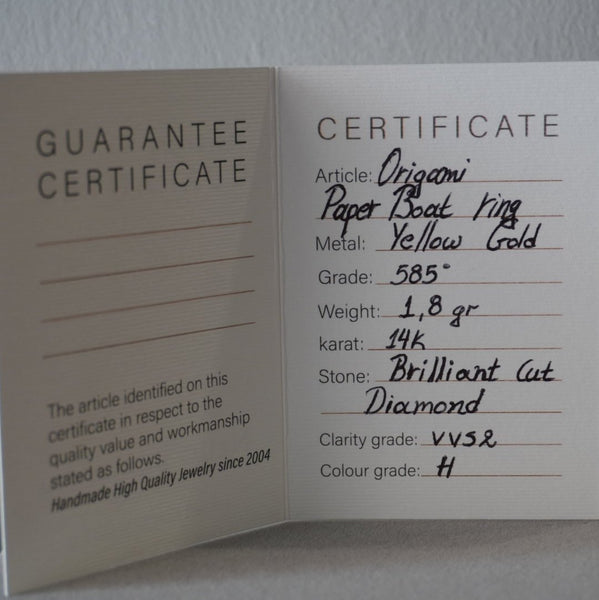 GUARANTEE
CERTIFICATE
The article identified on this
certificate in respect to the
quality value and workmanship
stated as follows.
Handmade High Quality Jewelry since 2004
CERTIFICATE
Article: Origami
Paper Boat ring
Metal: Yellow Gold
Grade: 585°
Weight: 1,8 gr
karat: 14K
Stone: Brilliant Cut
Diamond
Clarity grade: VVS2
Colour grade: H